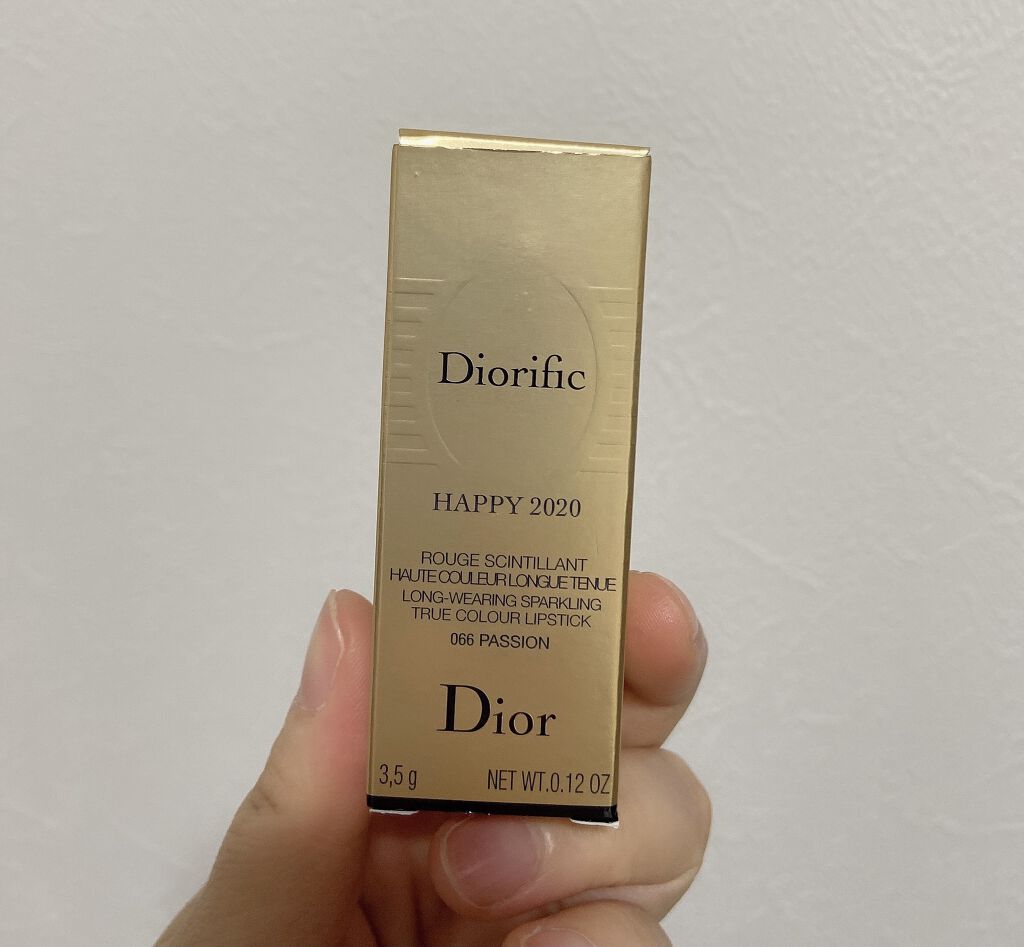 Diorific
HAPPY 2020
ROUGE SCINTILLANT
HAUTE COULEUR LONGUE TENUE
LONG-WEARING SPARKLING
TRUE COLOUR LIPSTICK
066 PASSION
Dior
3,5 g NET WT.0.12 OZ